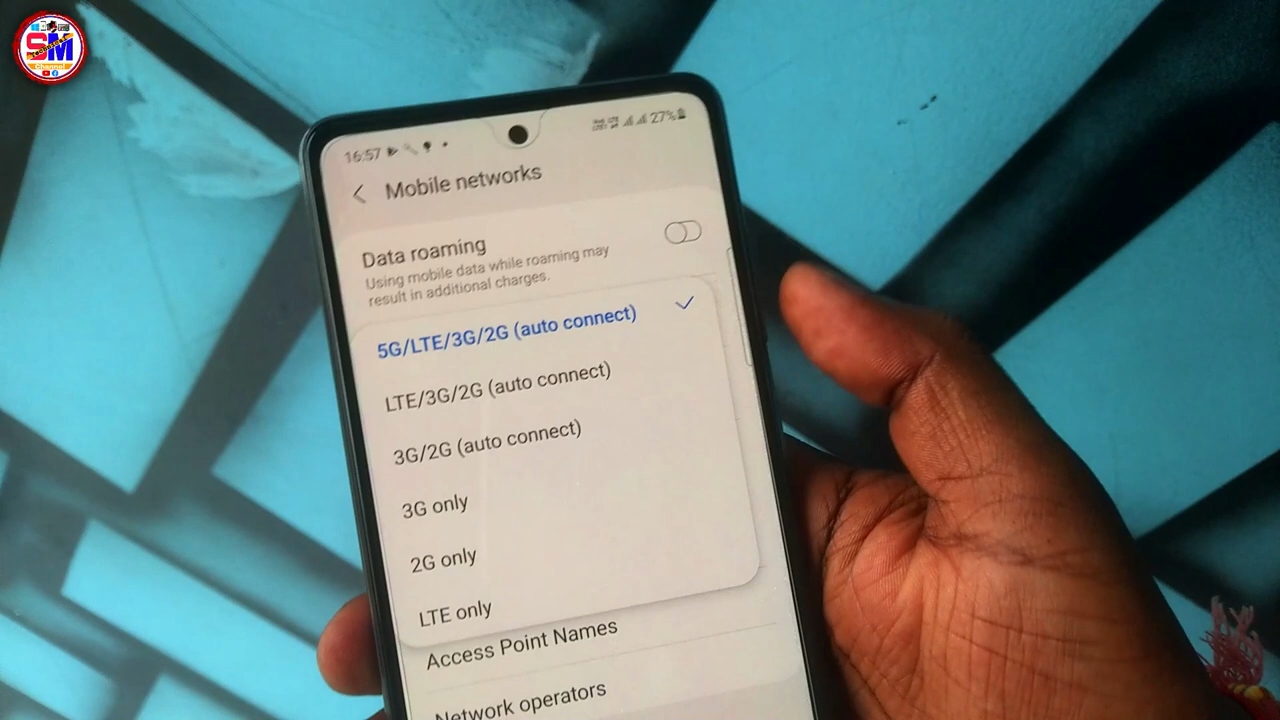 SM
Channel
16:57
27%
Mobile networks
Data roaming
Using mobile data while roaming may
result in additional charges.
5G/LTE/3G/2G (auto connect)
LTE/3G/2G (auto connect)
3G/2G (auto connect)
3G only
2G only
LTE only
Access Point Names
Network operators